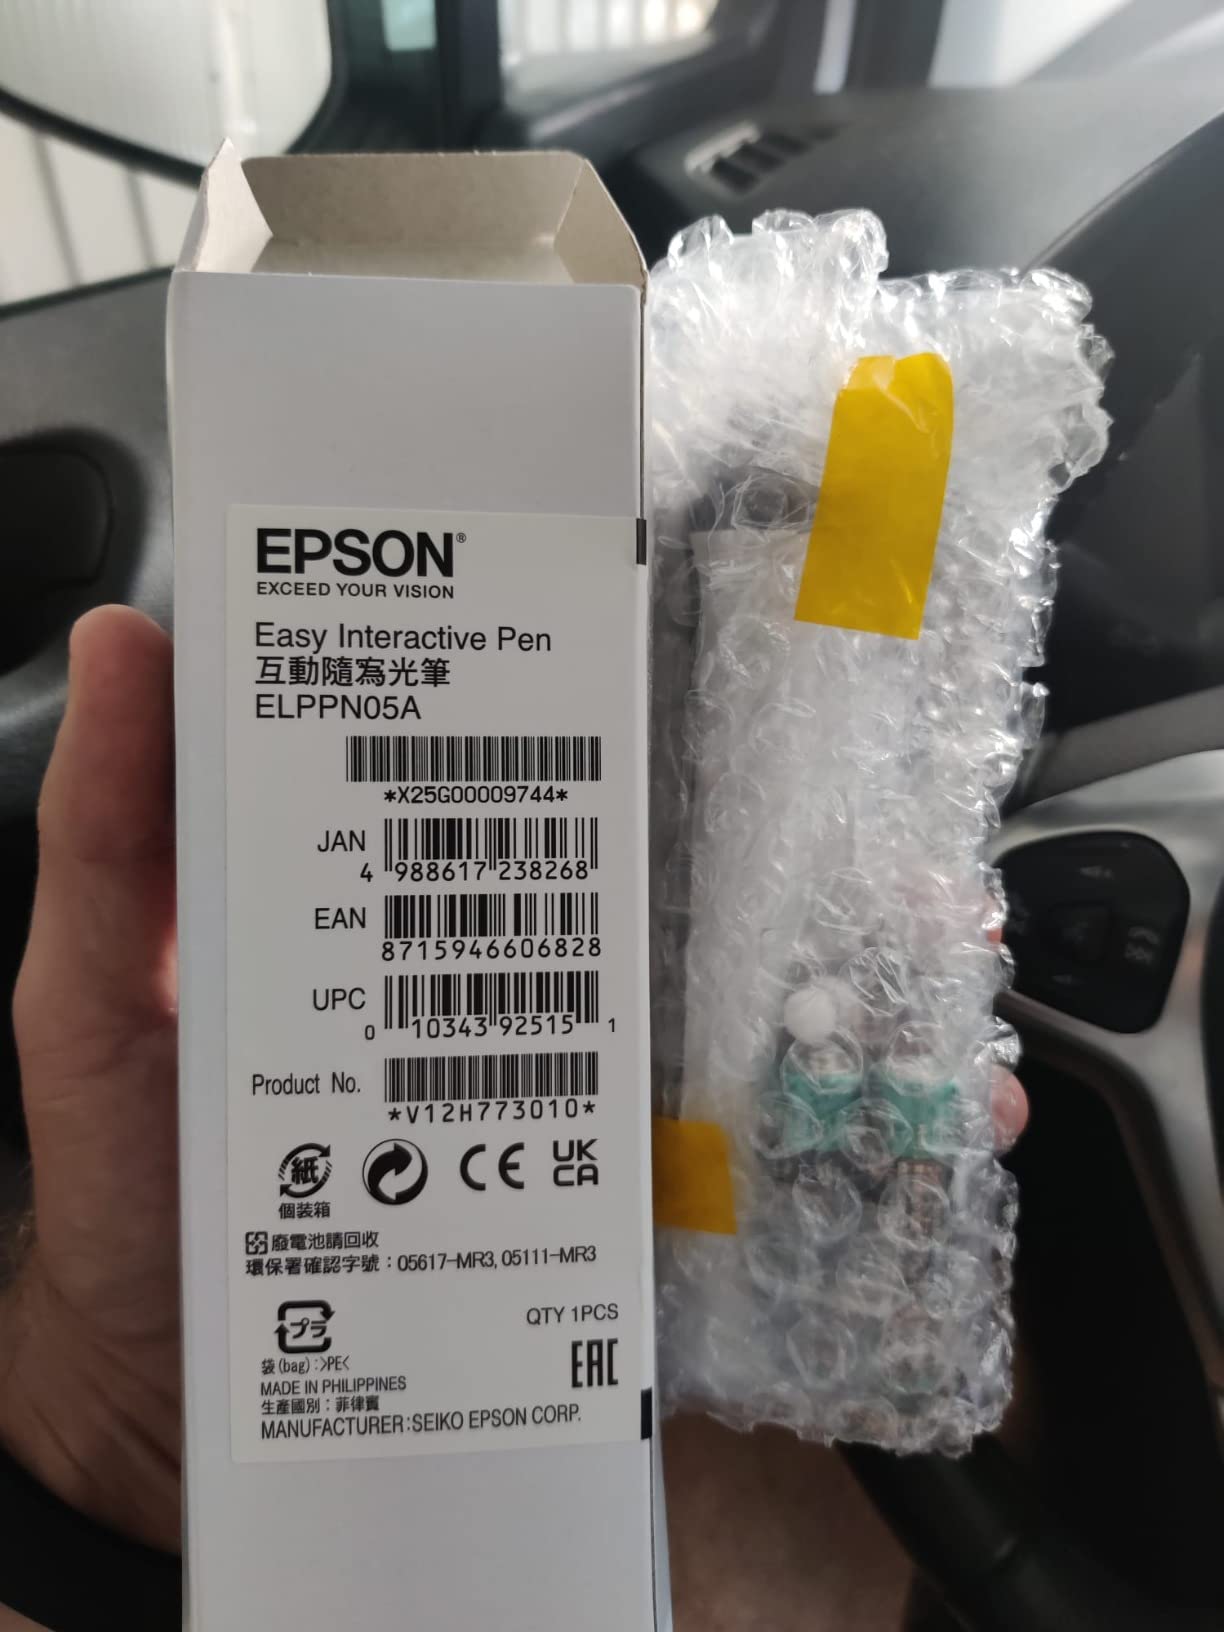 EPSON®
EXCEED YOUR VISION
Easy Interactive Pen
互動隨寫光筆
ELPPN05A
*X25G00009744*
JAN
4 988617 238268
EAN
8715946606828
UPC
0 10343 92515 1
Product No.
*V12H773010*
紙
個装箱
CE
UK
CA
廢電池請回收
環保署確認字號：05617-MR3, 05111-MR3
プラ
QTY 1PCS
袋(bag):>PE<
EAC
MADE IN PHILIPPINES
生產國別：菲律賓
MANUFACTURER:SEIKO EPSON CORP.